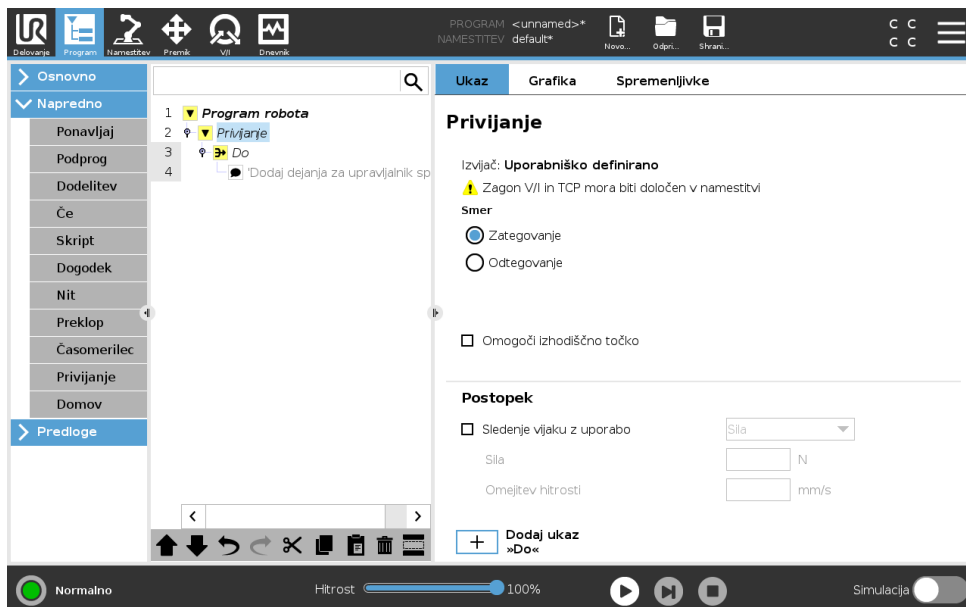 PROGRAM <unnamed>*
NAMESTITEV default*
Delovanje Program Namestitev Premik V/I Dnevnik Novo... Odpri... Shrani...
C C
C C
Osnovno
Napredno
Ponavljaj
Podprog
Dodelitev
Če
Skript
Dogodek
Nit
Preklop
Časomerilec
Privijanje
Domov
Predloge
1 Program robota
2 Privijanje
3 Do
4 'Dodaj dejanja za upravljalnik sp
Ukaz Grafika Spremenljivke
Privijanje
Izvijač: Uporabniško definirano
Zagon V/I in TCP mora biti določen v namestitvi
Smer
Zategovanje
Odtegovanje
Omogoči izhodiščno točko
Postopek
Sledenje vijaku z uporabo Sila
Sila N
Omejitev hitrosti mm/s
Dodaj ukaz
»Do«
Normalno Hitrost 100% Simulacija